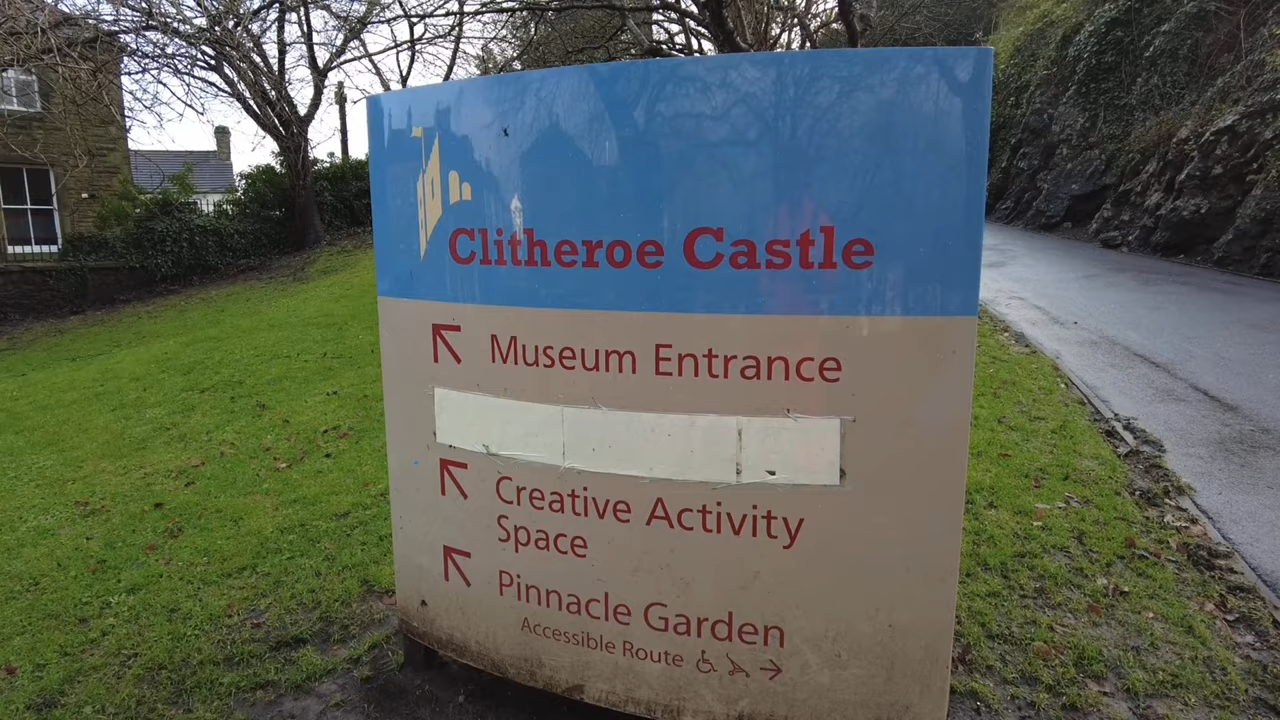 Clitheroe Castle
Museum Entrance
Creative Activity
Space
Pinnacle Garden
Accessible Route